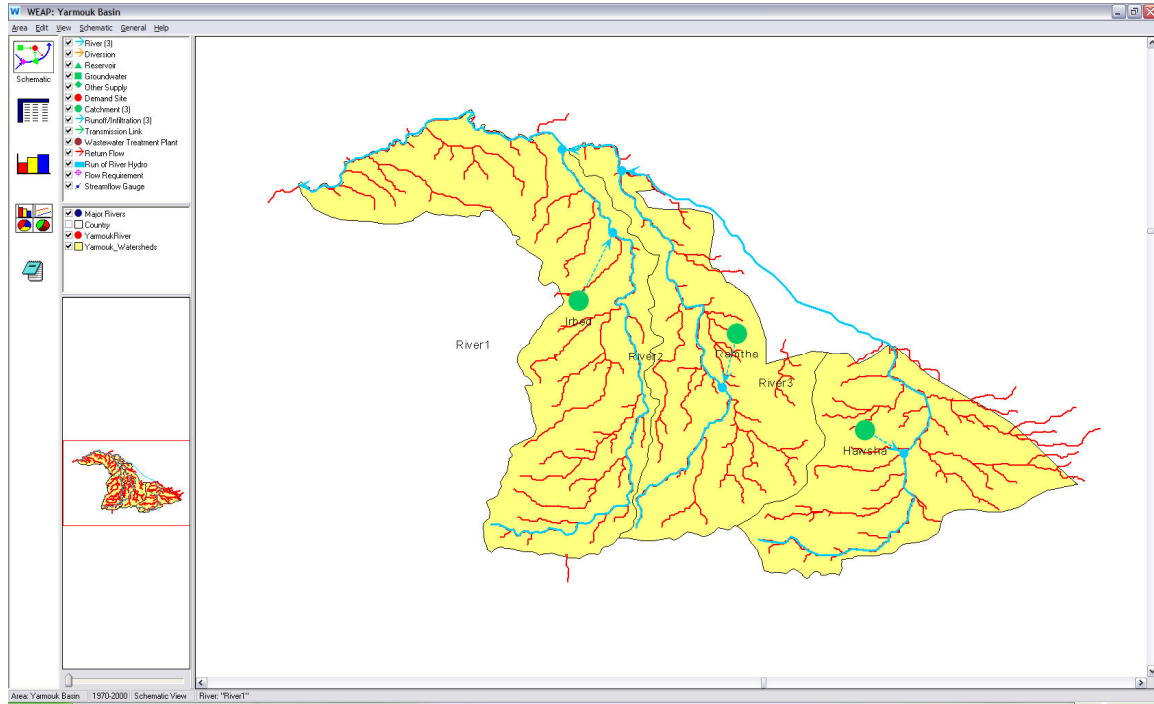 WEAP: Yarmouk Basin
Area Edit View Schematic General Help
Schematic
River (3)
Diversion
Reservoir
Groundwater
Other Supply
Demand Site
Catchment (3)
Runoff/Infiltration (3)
Transmission Link
Wastewater Treatment Plant
Return Flow
Run of River Hydro
Flow Requirement
Streamflow Gauge
Major Rivers
Country
YarmoukRiver
Yarmouk_Watersheds
Irbed
River1
River2
Ramtha
River3
Hawsha
Area: Yarmouk Basin 1970-2000 Schematic View River: "River1"